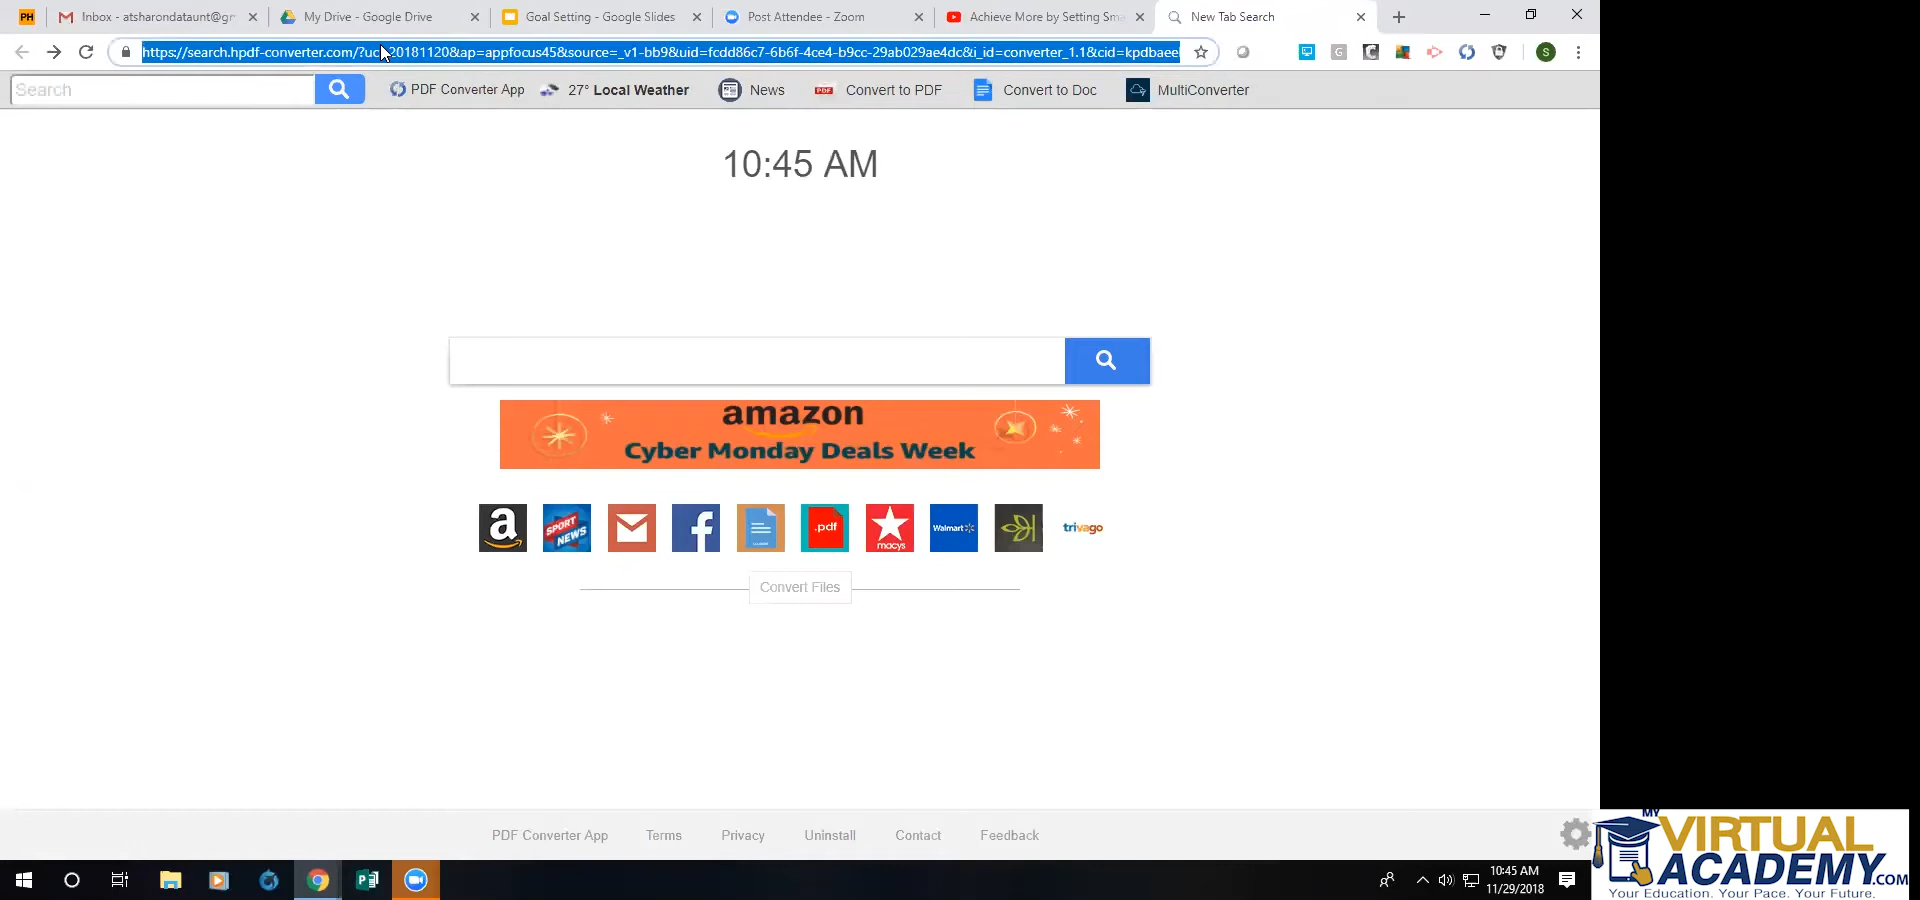 PH
Inbox - atsharondataunt@gr
My Drive - Google Drive
Goal Setting - Google Slides
Post Attendee - Zoom
Achieve More by Setting Sma
New Tab Search
https://search.hpdf-converter.com/?uc=20181120&ap=appfocus45&source=_v1-bb9&uid=fcdd86c7-6b6f-4ce4-b9cc-29ab029ae4dc&i_id=converter_1.1&cid=kpdbaee
G
C
S
Search
PDF Converter App
27° Local Weather
News
PDF
Convert to PDF
Convert to Doc
MultiConverter
10:45 AM
amazon
Cyber Monday Deals Week
a
SPORT
NEWS
f
.pdf
macys
Walmart
trivago
Convert Files
PDF Converter App
Terms
Privacy
Uninstall
Contact
Feedback
P
10:45 AM
11/29/2018
MY
VIRTUAL
ACADEMY.COM
Your Education. Your Pace. Your Future.